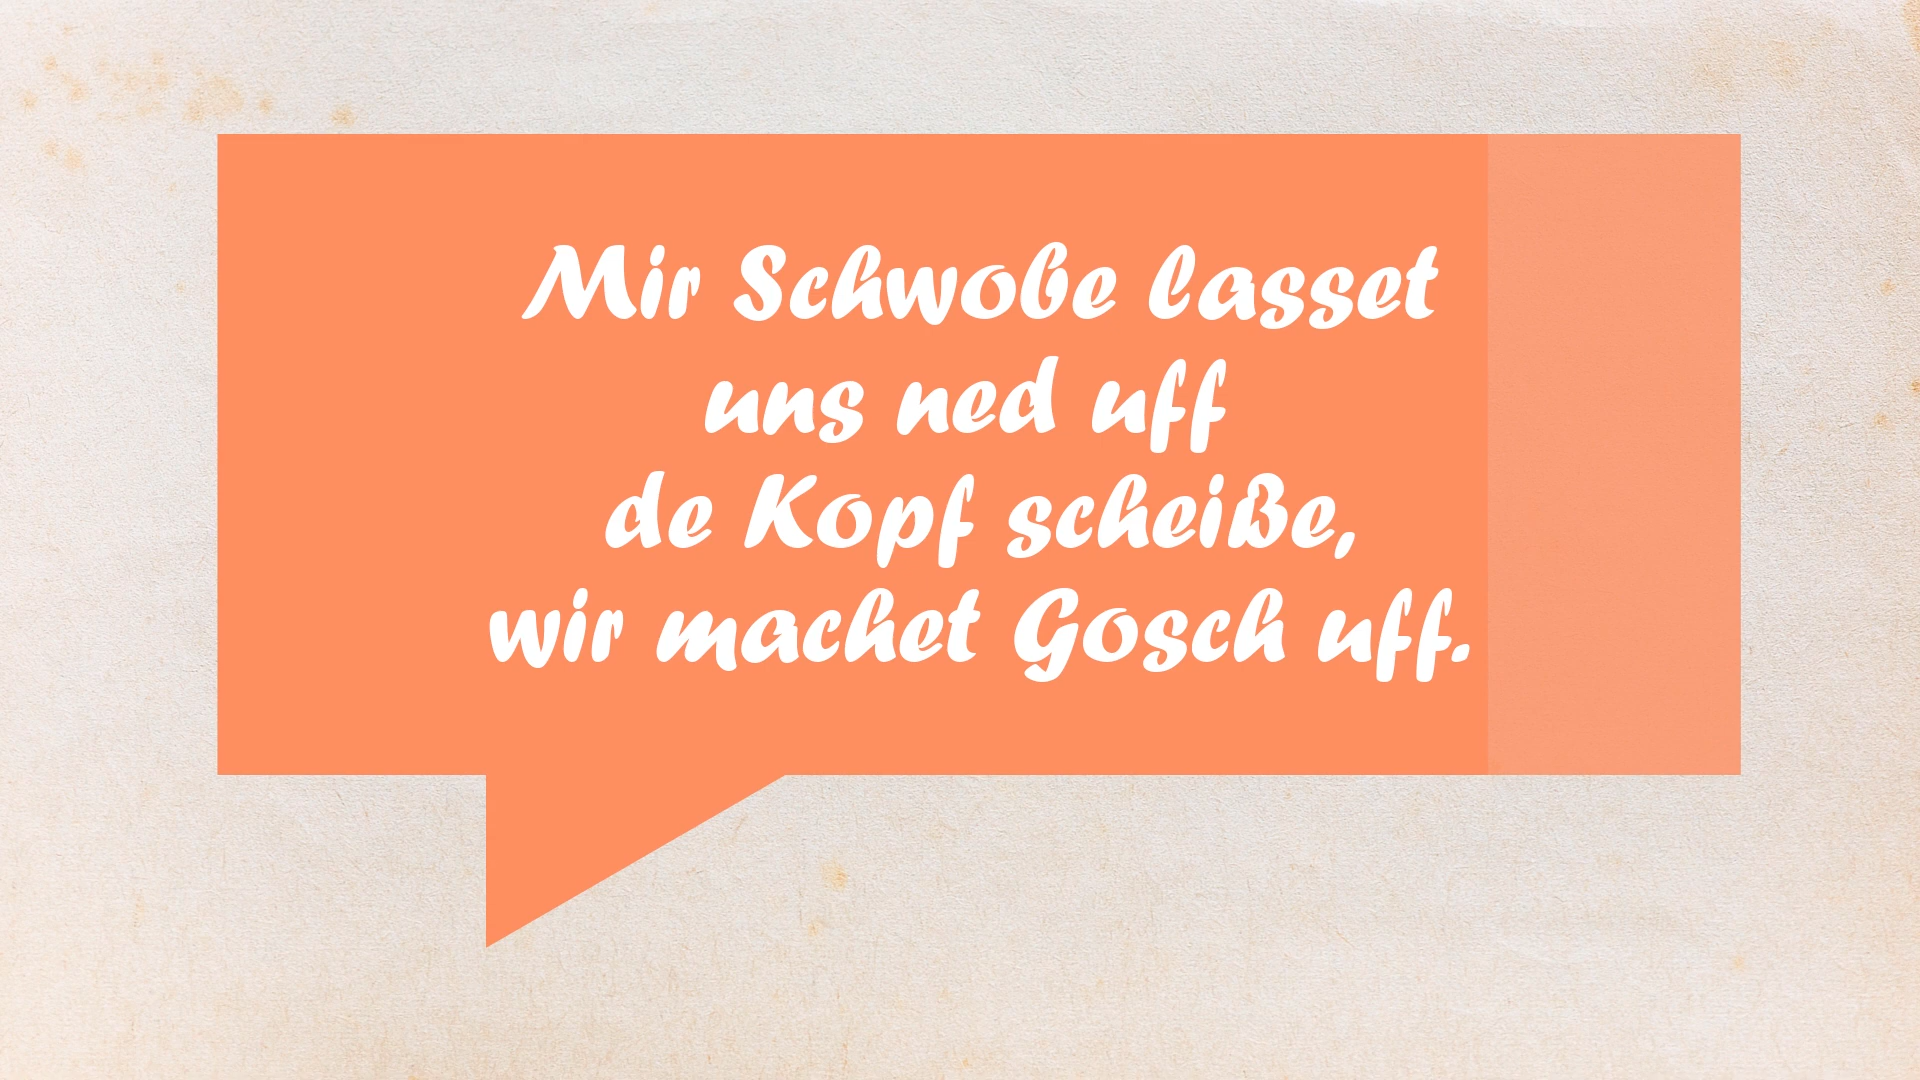 Mir Schwobe lasset
uns ned uff
de Kopf scheiße,
wir machet Gosch uff.